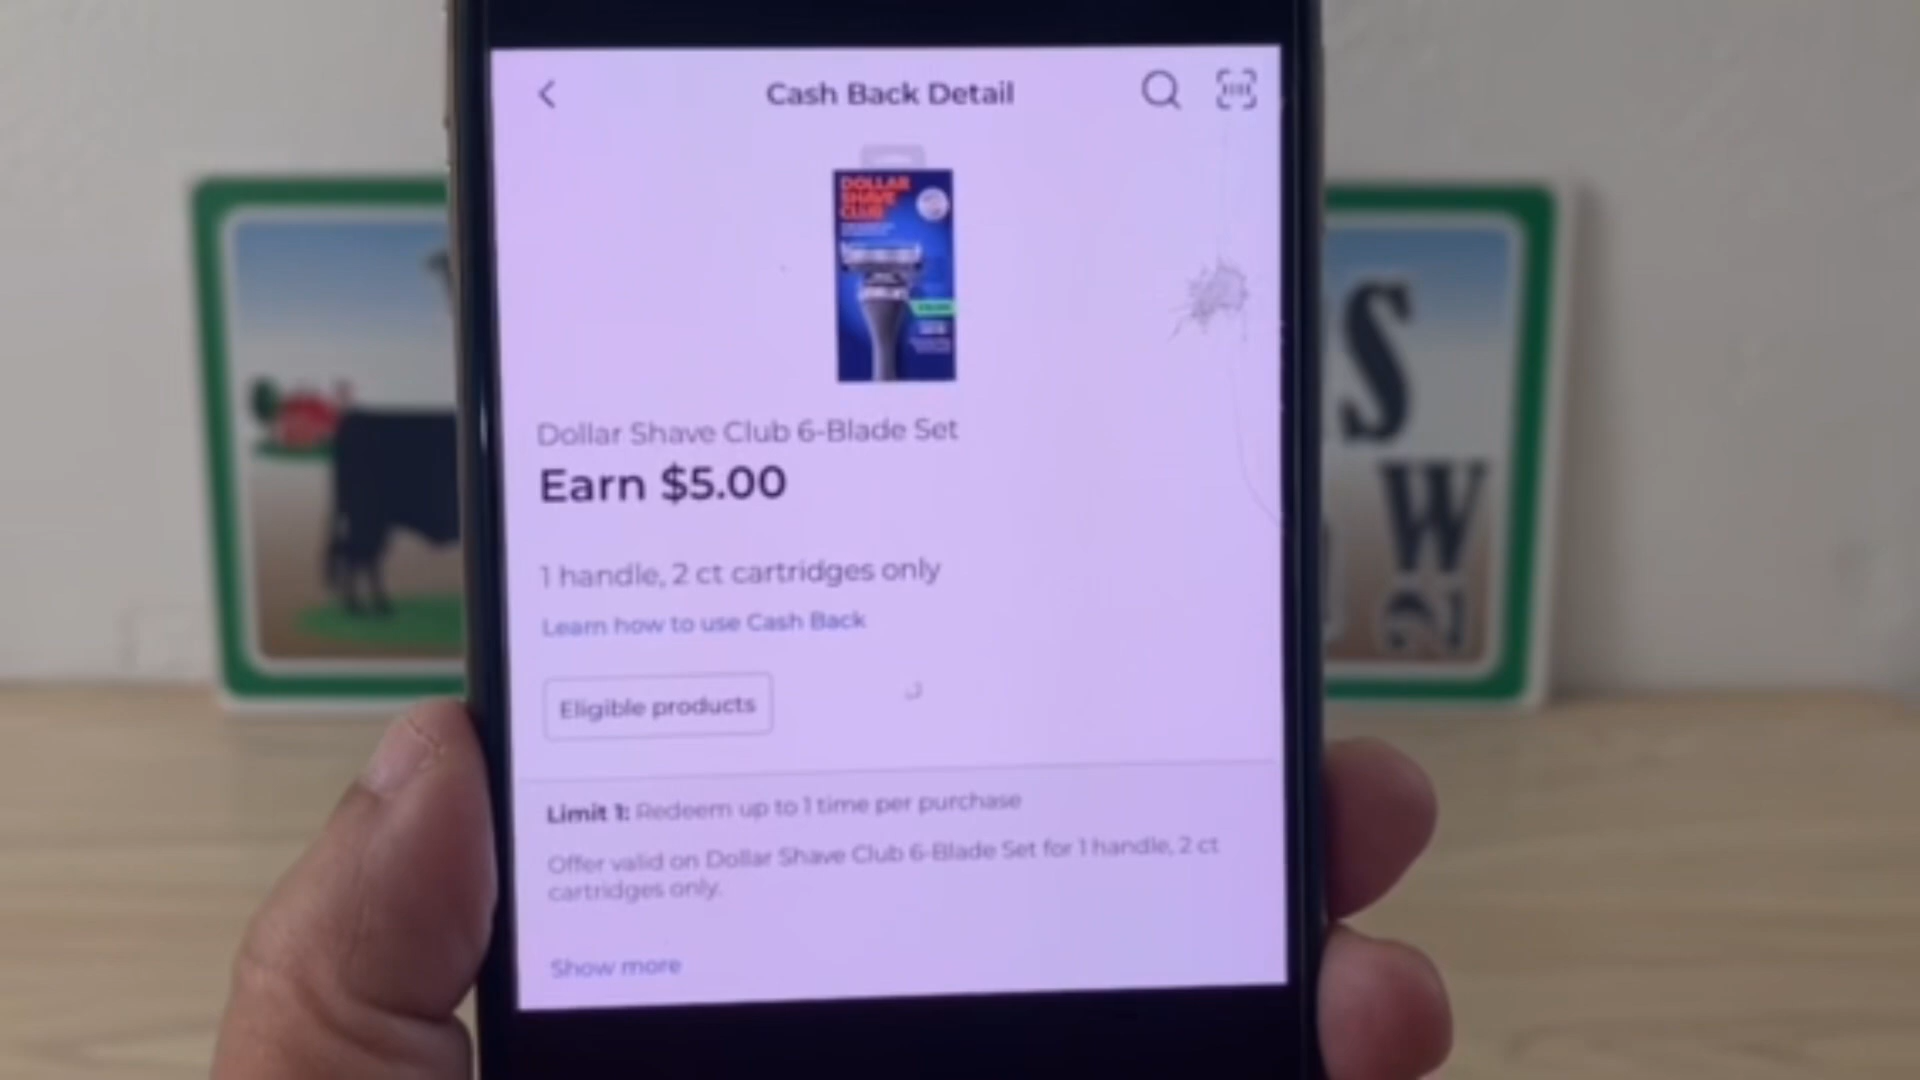 Cash Back Detail
DOLLAR
SHAVE
CLUB
Dollar Shave Club 6-Blade Set
Earn $5.00
1 handle, 2 ct cartridges only
Learn how to use Cash Back
Eligible products
Limit 1: Redeem up to 1 time per purchase
Offer valid on Dollar Shave Club 6-Blade Set for 1 handle, 2 ct
cartridges only.
Show more
S
W